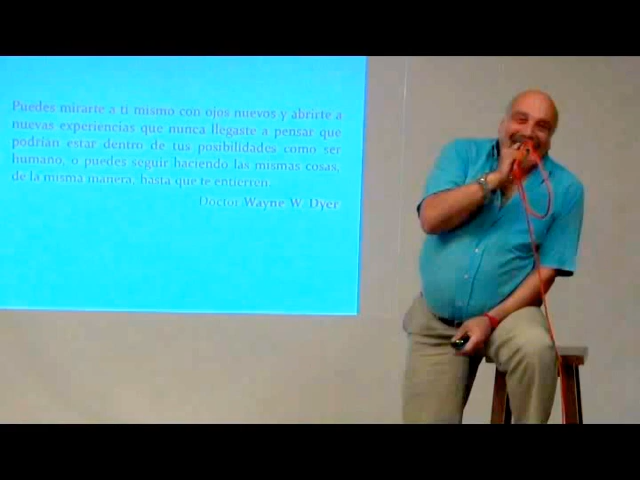 Puedes mirarte a ti mismo con ojos nuevos y abrirte a
nuevas experiencias que nunca llegaste a pensar que
podrían estar dentro de tus posibilidades como ser
humano, o puedes seguir haciendo las mismas cosas,
de la misma manera, hasta que te entierren
Doctor Wayne W. Dyer